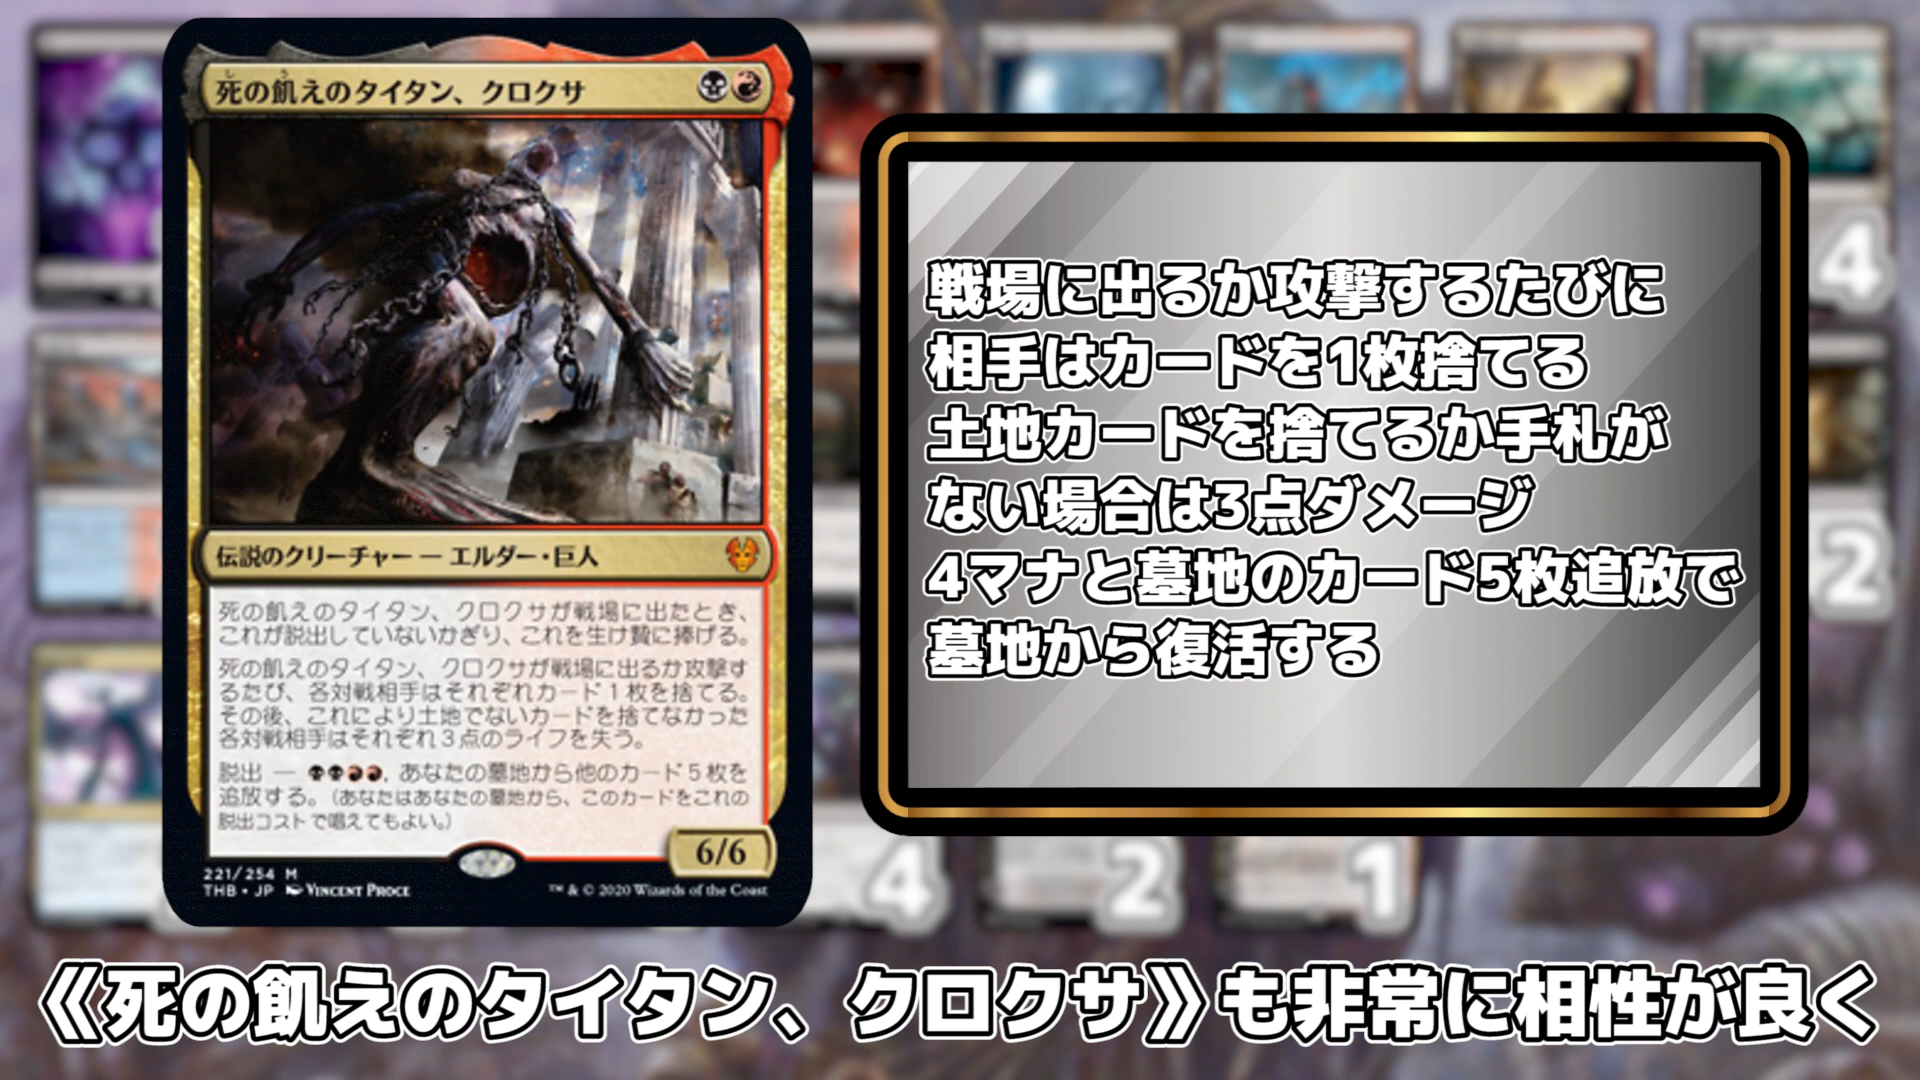 死の飢えのタイタン、クロクサ
伝説のクリーチャー — エルダー・巨人
死の飢えのタイタン、クロクサが戦場に出たとき、
これが脱出していないかぎり、これを生け贄に捧げる。
死の飢えのタイタン、クロクサが戦場に出るか攻撃す
るたび、各対戦相手はそれぞれカード1枚を捨てる。
その後、これにより土地でないカードを捨てなかった
各対戦相手はそれぞれ3点のライフを失う。
脱出 — , あなたの墓地から他のカード5枚を
追放する。(あなたはあなたの墓地から、このカードをこれの
脱出コストで唱えてもよい。)
6/6
221/254 M
THB • JP VINCENT PROCE
™ & © 2020 Wizards of the Coast
戦場に出るか攻撃するたびに
相手はカードを1枚捨てる
土地カードを捨てるか手札が
ない場合は3点ダメージ
4マナと墓地のカード5枚追放で
墓地から復活する
4
2
4
2
1
《死の飢えのタイタン、クロクサ》も非常に相性が良く